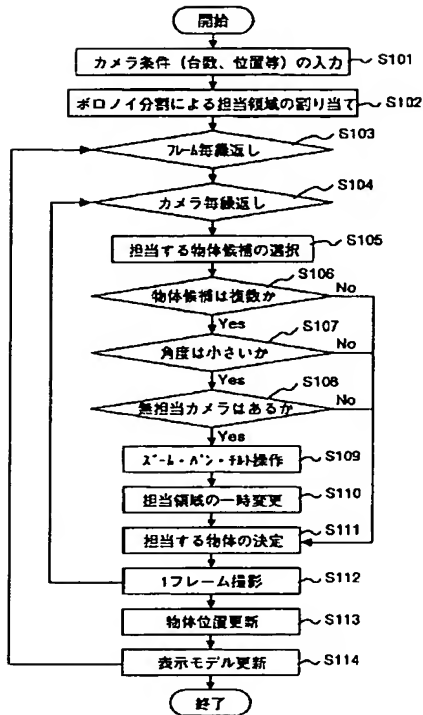 開始
カメラ条件（台数、位置等）の入力
S101
ボロノイ分割による担当領域の割り当て
S102
S103
フレーム毎繰返し
S104
カメラ毎繰返し
S105
担当する物体候補の選択
S106
物体候補は複数か
No
Yes
S107
角度は小さいか
No
Yes
S108
無担当カメラはあるか
No
Yes
ズーム・パン・チルト操作
S109
担当領域の一時変更
S110
担当する物体の決定
S111
1フレーム撮影
S112
物体位置更新
S113
表示モデル更新
S114
終了